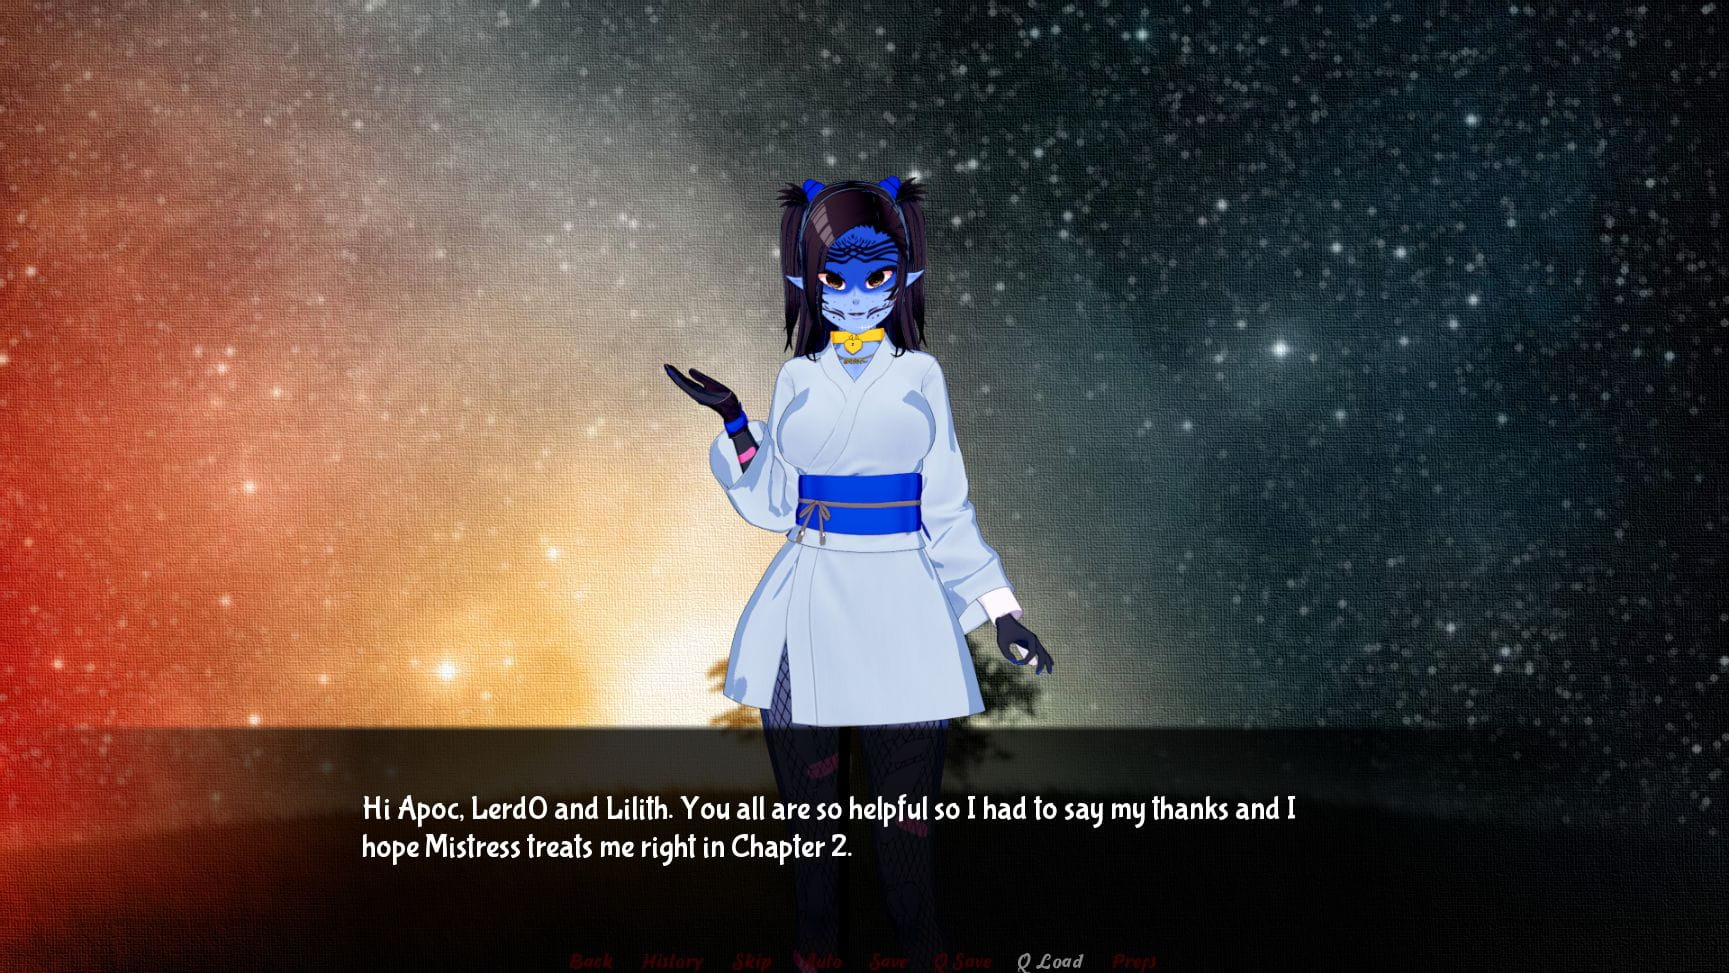 Hi Apoc, LerdO and Lilith. You all are so helpful so I had to say my thanks and I
hope Mistress treats me right in Chapter 2.
Back History Skip Auto Save Q Save Q Load Prefs